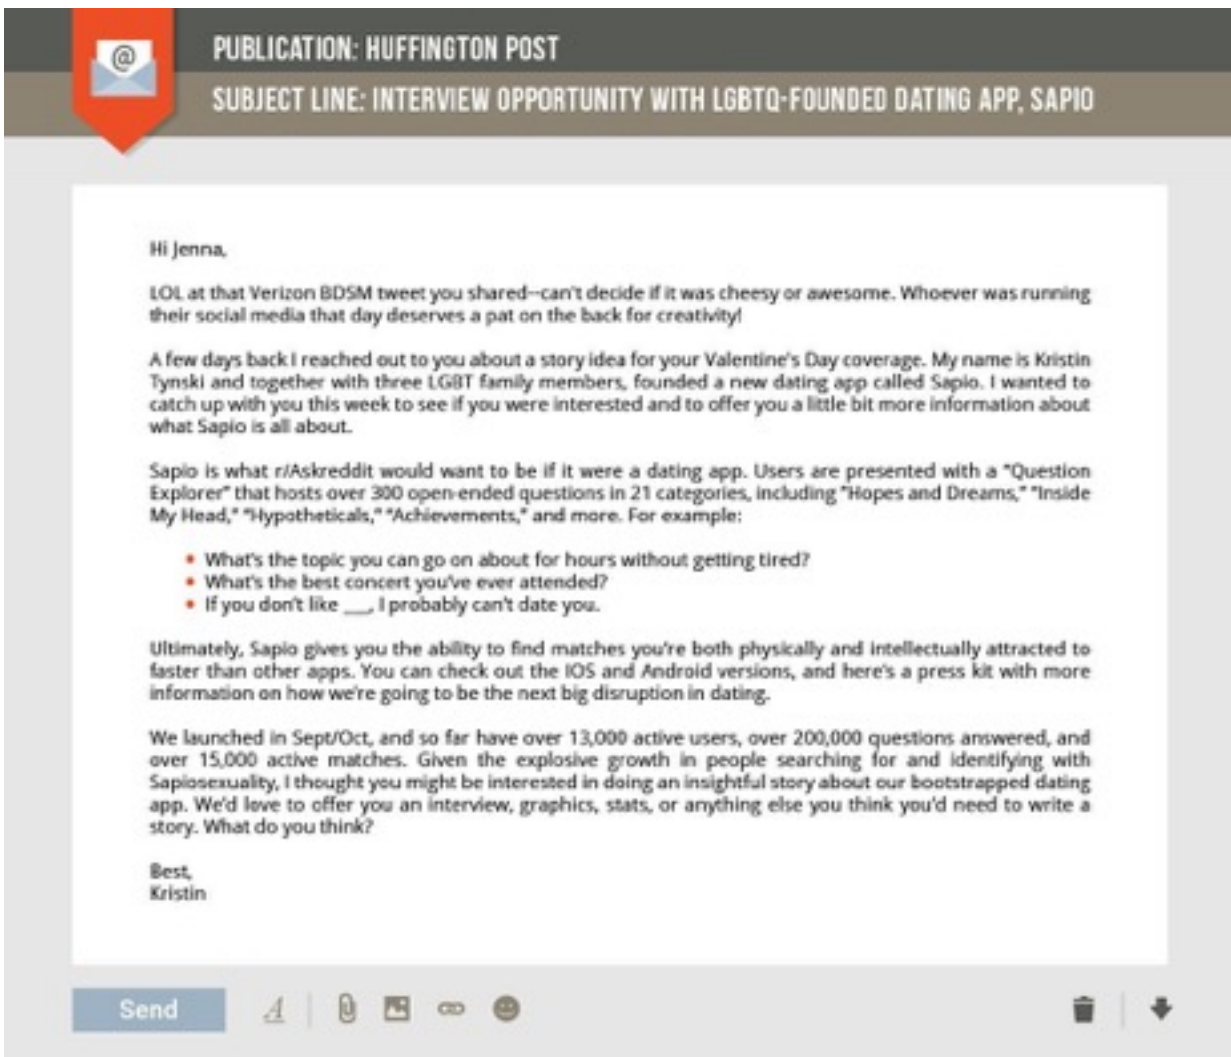 @
PUBLICATION: HUFFINGTON POST
SUBJECT LINE: INTERVIEW OPPORTUNITY WITH LGBTQ-FOUNDED DATING APP, SAPIO
Hi Jenna,
LOL at that Verizon BDSM tweet you shared--can't decide if it was cheesy or awesome. Whoever was running
their social media that day deserves a pat on the back for creativity!
A few days back I reached out to you about a story idea for your Valentine's Day coverage. My name is Kristin
Tynski and together with three LGBT family members, founded a new dating app called Sapio. I wanted to
catch up with you this week to see if you were interested and to offer you a little bit more information about
what Sapio is all about.
Sapio is what r/Askreddit would want to be if it were a dating app. Users are presented with a "Question
Explorer" that hosts over 300 open-ended questions in 21 categories, including "Hopes and Dreams," "Inside
My Head," "Hypotheticals," "Achievements," and more. For example:
• What's the topic you can go on about for hours without getting tired?
• What's the best concert you've ever attended?
• If you don't like ___, I probably can't date you.
Ultimately, Sapio gives you the ability to find matches you're both physically and intellectually attracted to
faster than other apps. You can check out the IOS and Android versions, and here's a press kit with more
information on how we're going to be the next big disruption in dating.
We launched in Sept/Oct, and so far have over 13,000 active users, over 200,000 questions answered, and
over 15,000 active matches. Given the explosive growth in people searching for and identifying with
Sapiosexuality, I thought you might be interested in doing an insightful story about our bootstrapped dating
app. We'd love to offer you an interview, graphics, stats, or anything else you think you'd need to write a
story. What do you think?
Best,
Kristin
Send A